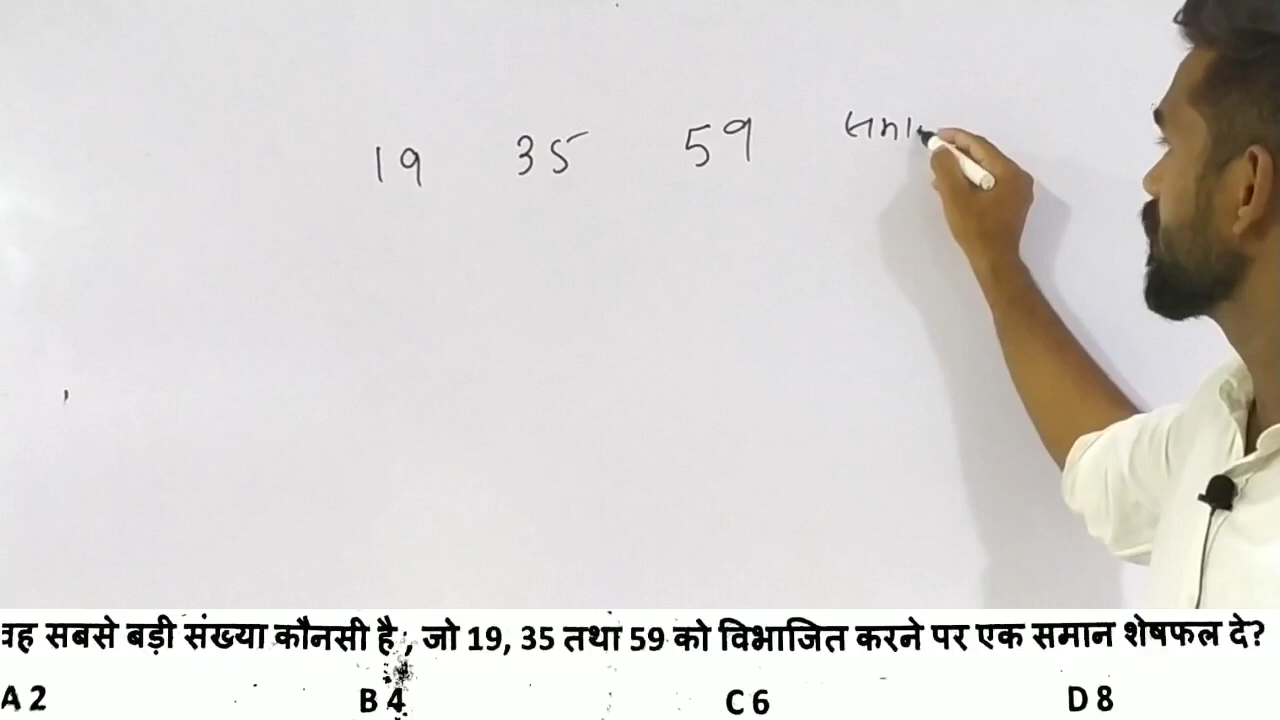 19 35 59 समा
वह सबसे बड़ी संख्या कौनसी है , जो 19, 35 तथा 59 को विभाजित करने पर एक समान शेषफल दे?
A 2 B 4 C 6 D 8